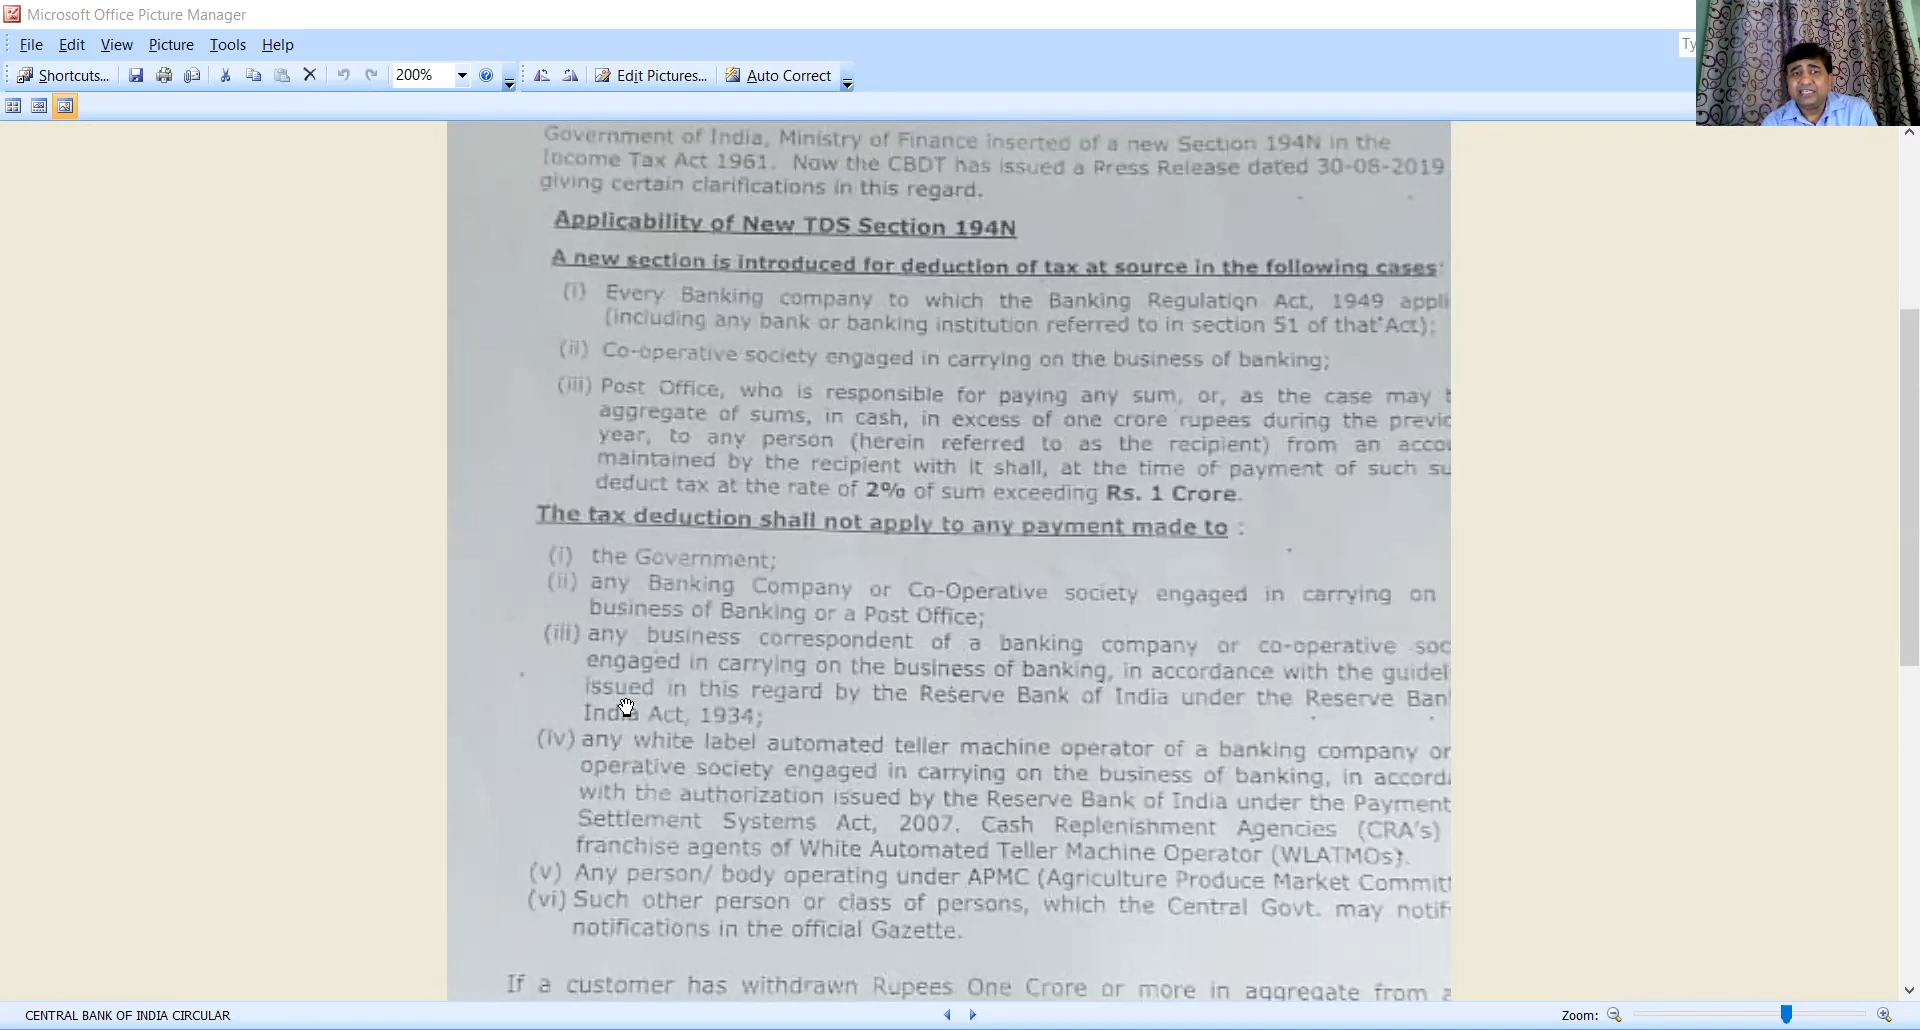 Microsoft Office Picture Manager
File Edit View Picture Tools Help
Ty
Shortcuts... 200% Edit Pictures... Auto Correct
Government of India, Ministry of Finance inserted of a new Section 194N in the
Income Tax Act 1961. Now the CBDT has issued a Press Release dated 30-08-2019
giving certain clarifications in this regard.
Applicability of New TDS Section 194N
A new section is introduced for deduction of tax at source in the following cases:
(i) Every Banking company to which the Banking Regulation Act, 1949 appli
(including any bank or banking institution referred to in section 51 of that Act);
(ii) Co-operative society engaged in carrying on the business of banking;
(iii) Post Office, who is responsible for paying any sum, or, as the case may b
aggregate of sums, in cash, in excess of one crore rupees during the previo
year, to any person (herein referred to as the recipient) from an accou
maintained by the recipient with it shall, at the time of payment of such su
deduct tax at the rate of 2% of sum exceeding Rs. 1 Crore.
The tax deduction shall not apply to any payment made to :
(i) the Government;
(ii) any Banking Company or Co-Operative society engaged in carrying on
business of Banking or a Post Office;
(iii) any business correspondent of a banking company or co-operative soc
engaged in carrying on the business of banking, in accordance with the guidel
issued in this regard by the Reserve Bank of India under the Reserve Ban
India Act, 1934;
(iv) any white label automated teller machine operator of a banking company or
operative society engaged in carrying on the business of banking, in accorda
with the authorization issued by the Reserve Bank of India under the Payment
Settlement Systems Act, 2007. Cash Replenishment Agencies (CRA's)
franchise agents of White Automated Teller Machine Operator (WLATMOs).
(v) Any person/ body operating under APMC (Agriculture Produce Market Committ
(vi) Such other person or class of persons, which the Central Govt. may notif
notifications in the official Gazette.
If a customer has withdrawn Rupees One Crore or more in aggregate from a
CENTRAL BANK OF INDIA CIRCULAR Zoom: